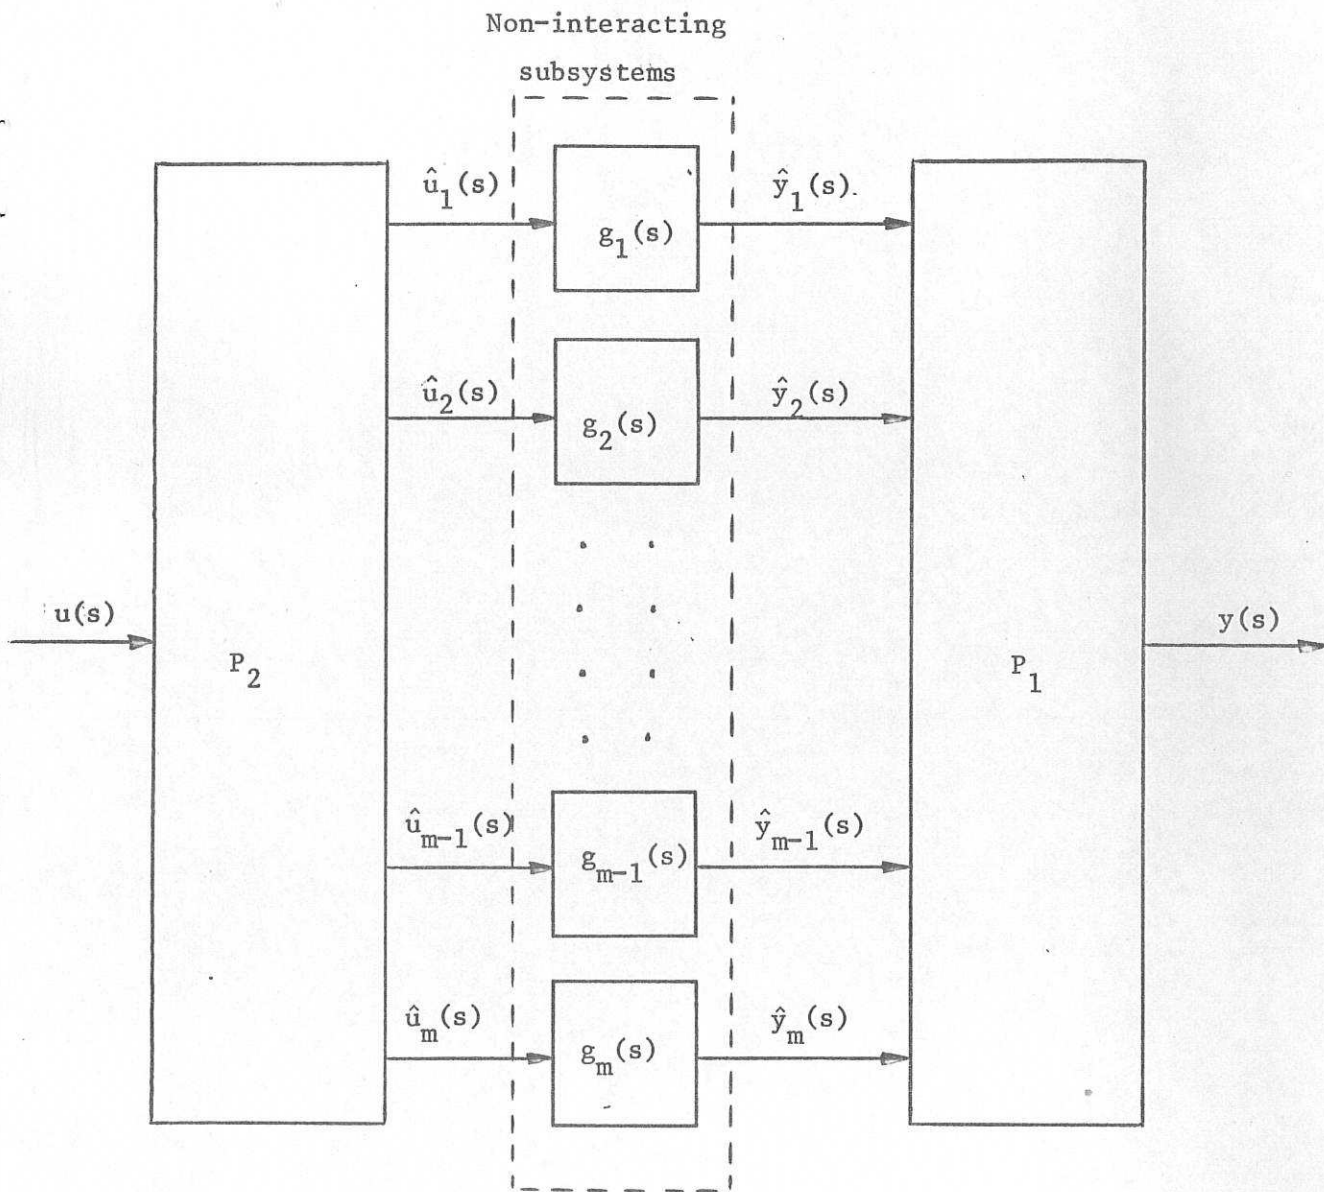 Non-interacting
subsystems
û₁(s)
g₁(s)
ŷ₁(s).
û₂(s)
g₂(s)
ŷ₂(s)
u(s)
P₂
P₁
y(s)
ûₘ₋₁(s)
gₘ₋₁(s)
ŷₘ₋₁(s)
ûₘ(s)
gₘ(s)
ŷₘ(s)